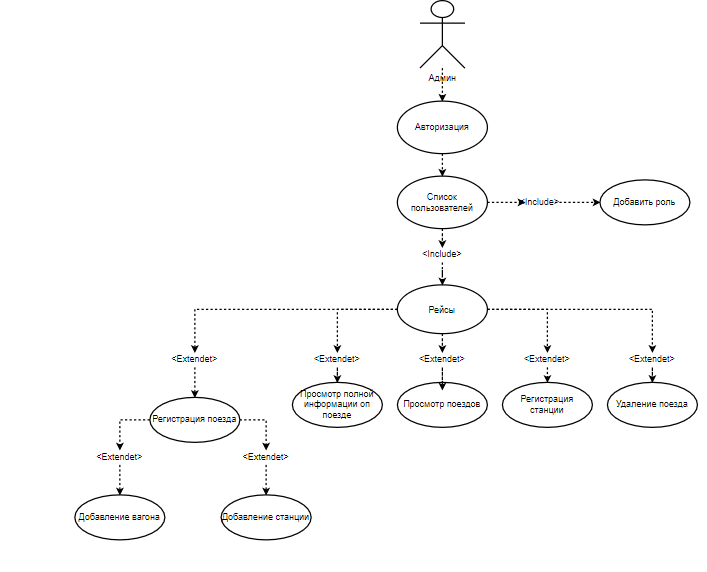 Админ
Авторизация
Список
пользователей
<Include>
Добавить роль
<Include>
Рейсы
<Extendet>
<Extendet>
<Extendet>
<Extendet>
<Extendet>
Регистрация поезда
Просмотр полной
информации оп
поезде
Просмотр поездов
Регистрация
станции
Удаление поезда
<Extendet>
<Extendet>
Добавление вагона
Добавление станции